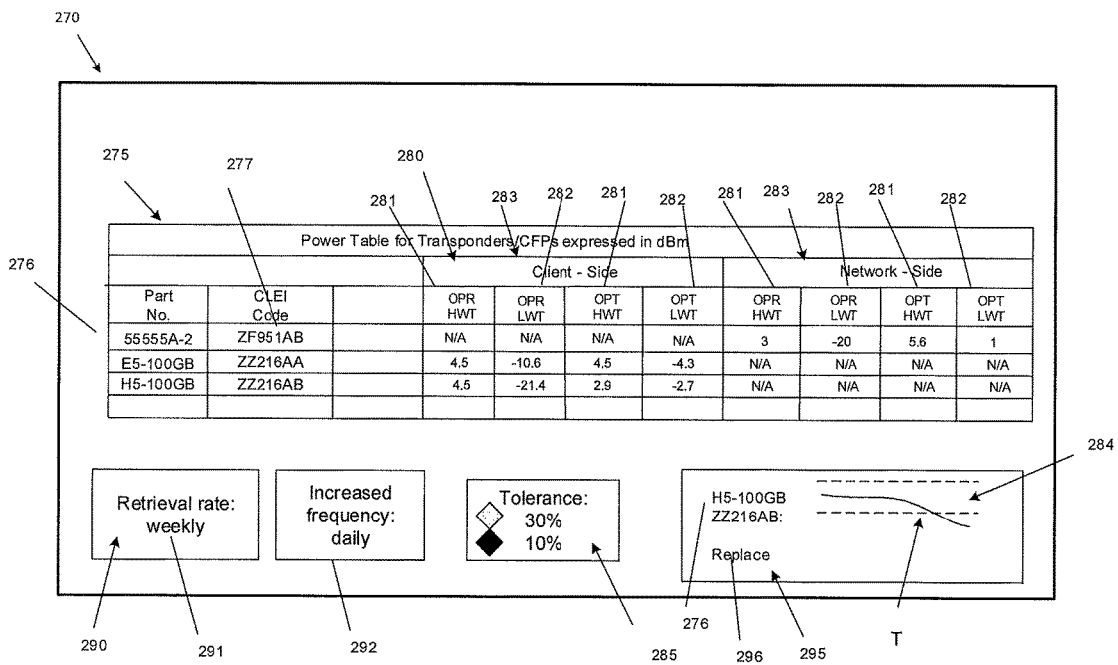 270
275
277
280
281
283
282
281
282
281
283
282
281
282
Power Table for Transponders/CFPs expressed in dBm
276
Client - Side Network - Side
Part No. CLEI Code OPR HWT OPR LWT OPT HWT OPT LWT OPR HWT OPR LWT OPT HWT OPT LWT
55555A-2 ZF951AB N/A N/A N/A N/A 3 -20 5.6 1
E5-100GB ZZ216AA 4.5 -10.6 4.5 -4.3 N/A N/A N/A N/A
H5-100GB ZZ216AB 4.5 -21.4 2.9 -2.7 N/A N/A N/A N/A
284
Retrieval rate:
weekly
Increased
frequency:
daily
Tolerance:
30%
10%
H5-100GB
ZZ216AB:
Replace
290
291
292
285
276
296
295
T